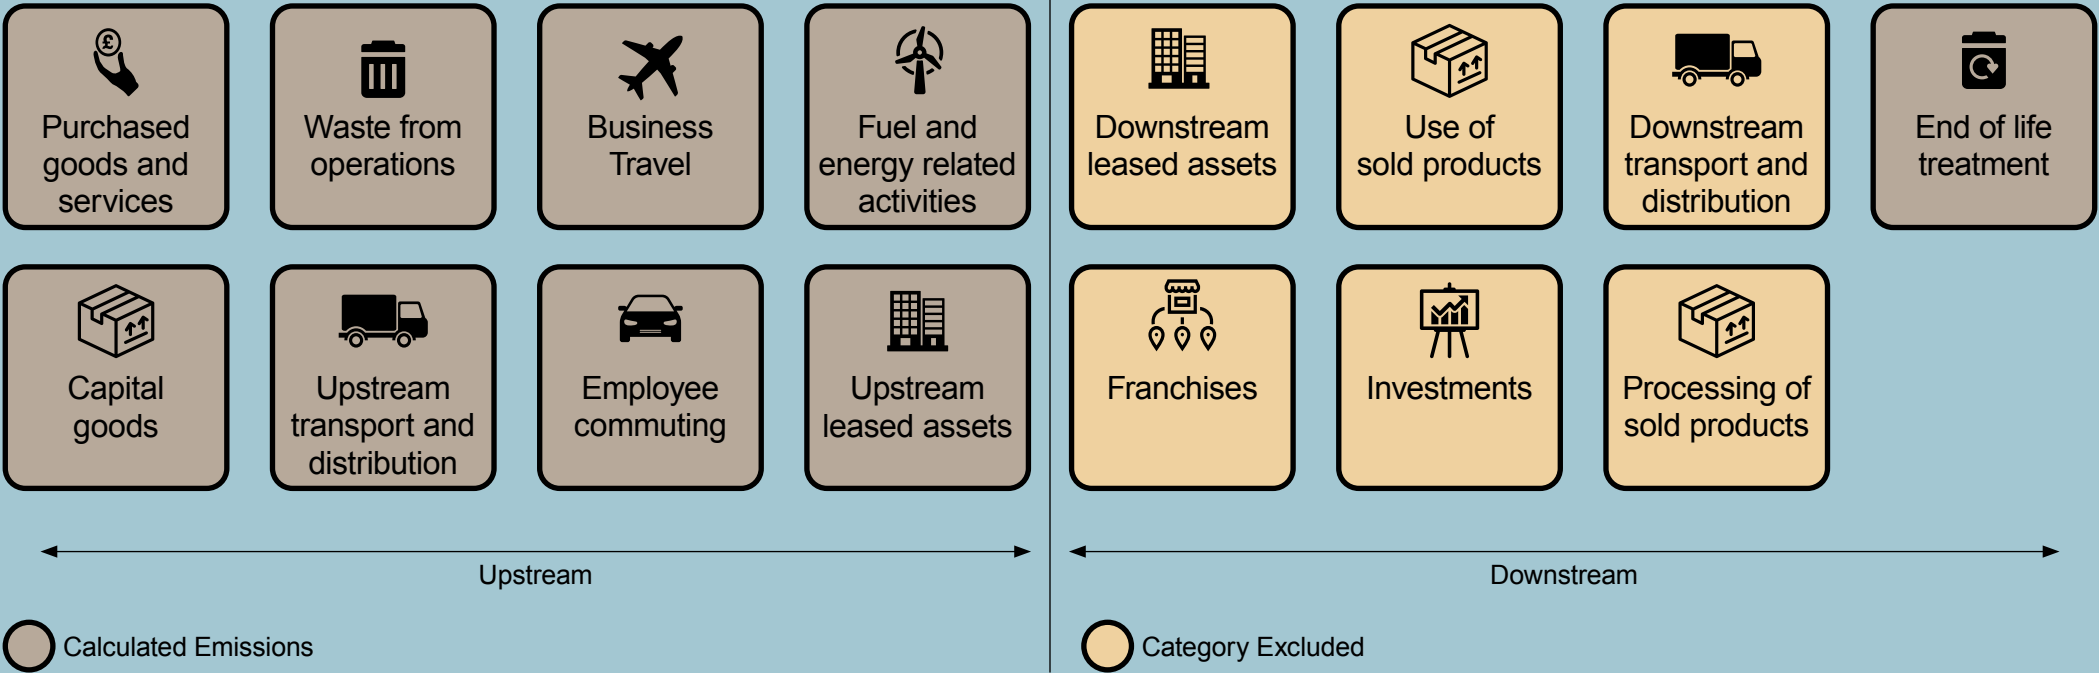 £
Purchased
goods and
services
Waste from
operations
Business
Travel
Fuel and
energy related
activities
Downstream
leased assets
Use of
sold products
Downstream
transport and
distribution
End of life
treatment
Capital
goods
Upstream
transport and
distribution
Employee
commuting
Upstream
leased assets
Franchises
Investments
Processing of
sold products
Upstream
Downstream
Calculated Emissions
Category Excluded